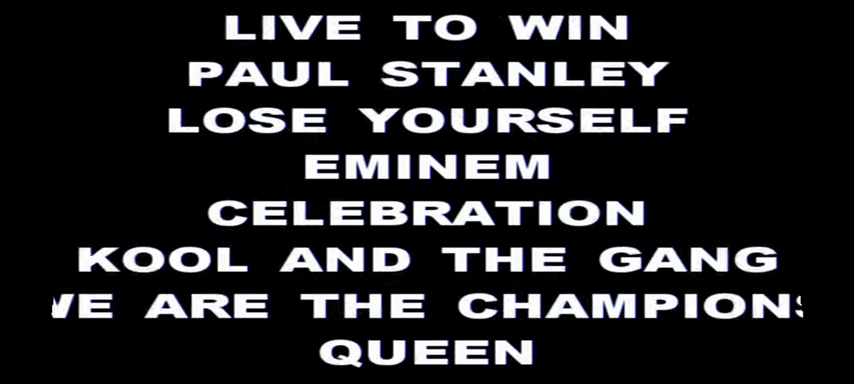 LIVE TO WIN
PAUL STANLEY
LOSE YOURSELF
EMINEM
CELEBRATION
KOOL AND THE GANG
WE ARE THE CHAMPIONS
QUEEN